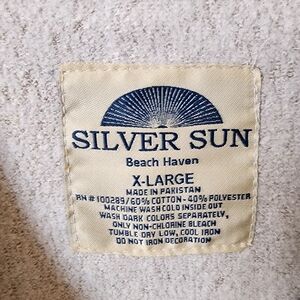 SILVER SUN
Beach Haven
X-LARGE
MADE IN PAKISTAN
RN # 100289/60% COTTON - 40% POLYESTER
MACHINE WASH COLD INSIDE OUT
WASH DARK COLORS SEPARATELY,
ONLY NON-CHLORINE BLEACH
TUMBLE DRY LOW, COOL IRON
DO NOT IRON DECORATION